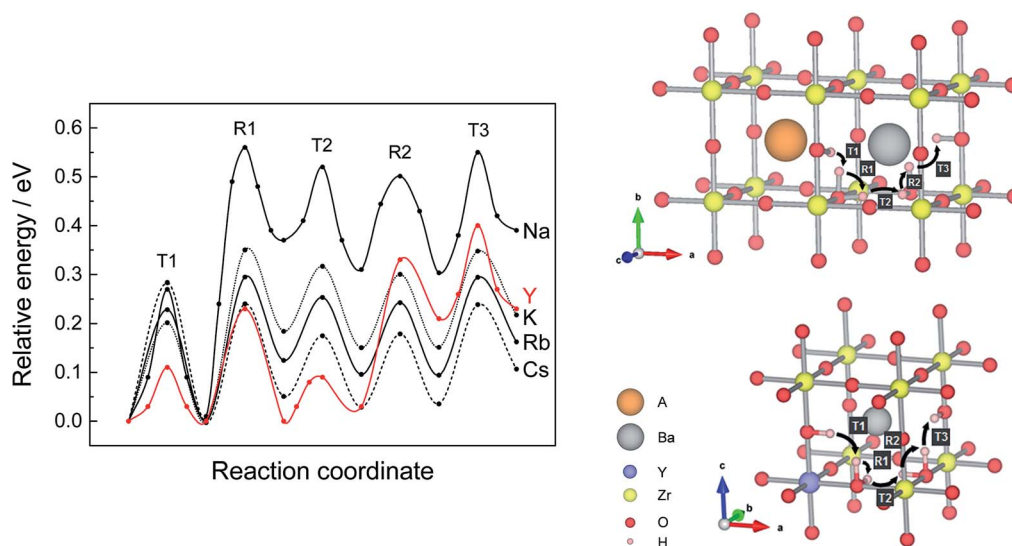 Relative energy / eV
0.6
0.5
0.4
0.3
0.2
0.1
0.0
T1
R1
T2
R2
T3
Na
Y
K
Rb
Cs
Reaction coordinate
T1
R1
T2
R2
T3
b
c
a
T1
R2
T3
R1
T2
c
b
a
A
Ba
Y
Zr
O
H